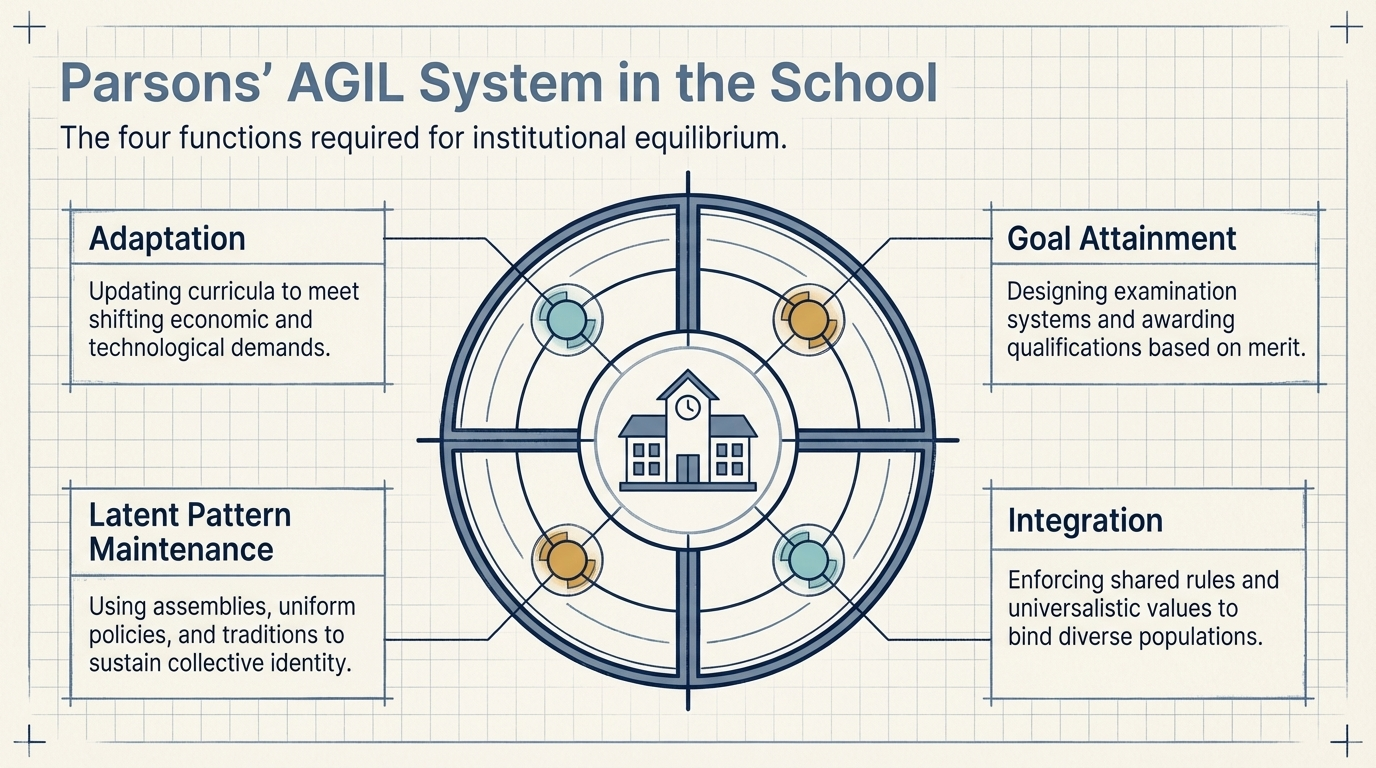 Parsons’ AGIL System in the School
The four functions required for institutional equilibrium.
Adaptation
Updating curricula to meet
shifting economic and
technological demands.
Goal Attainment
Designing examination
systems and awarding
qualifications based on merit.
Latent Pattern
Maintenance
Using assemblies, uniform
policies, and traditions to
sustain collective identity.
Integration
Enforcing shared rules and
universalistic values to
bind diverse populations.